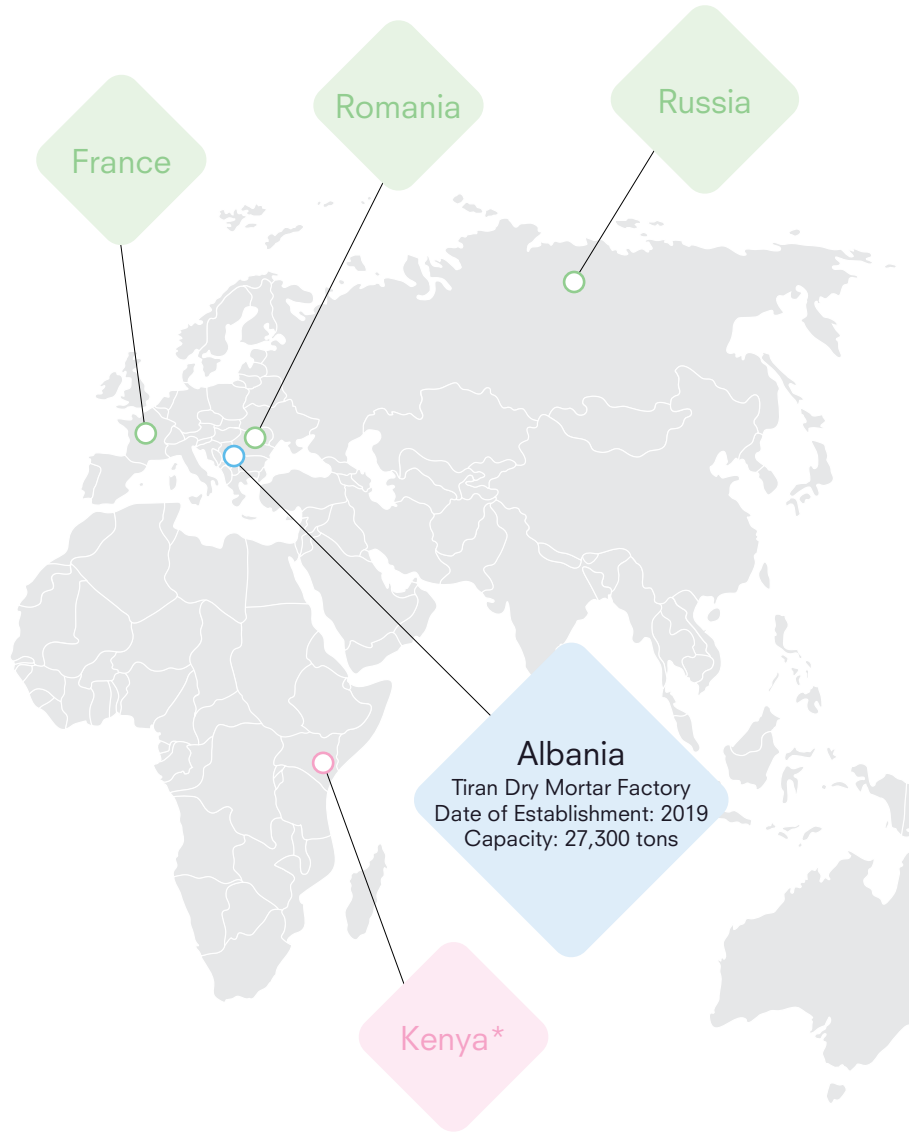 Romania
Russia
France
Albania
Tiran Dry Mortar Factory
Date of Establishment: 2019
Capacity: 27,300 tons
Kenya*